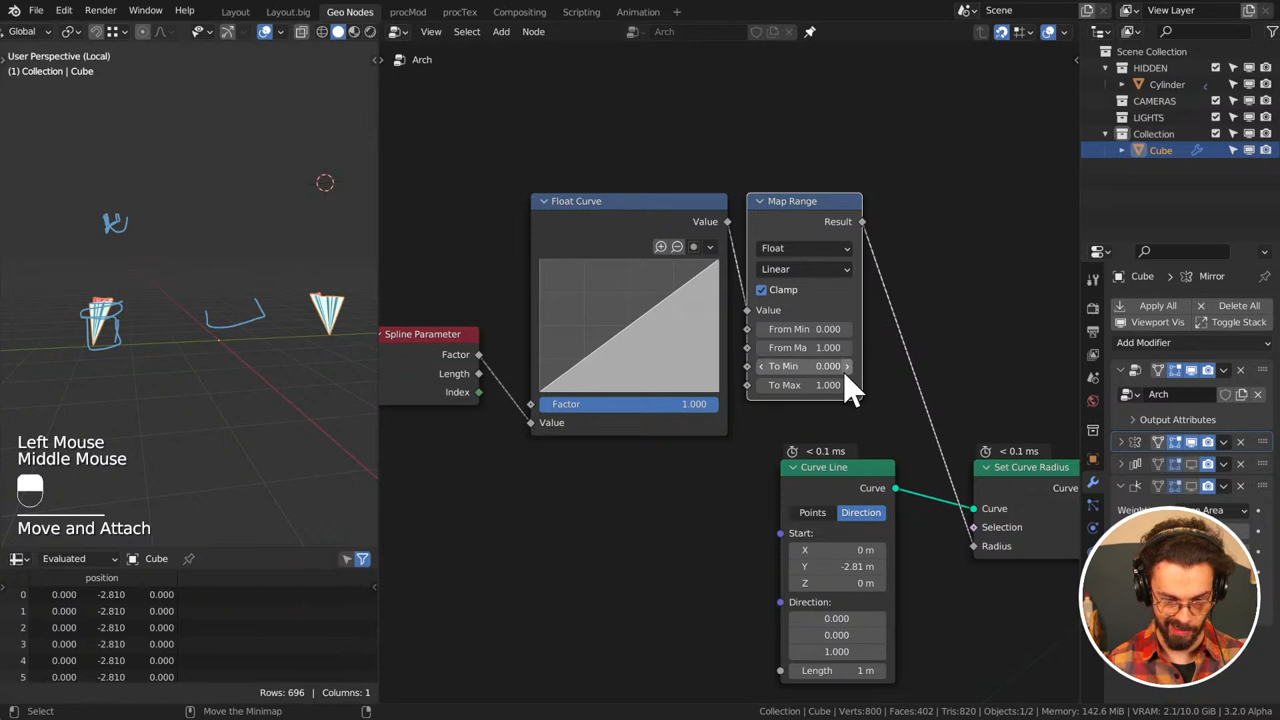 File Edit Render Window Help Layout Layout.big Geo Nodes procMod procTex Compositing Scripting Animation + Scene View Layer
Global View Select Add Node Arch
User Perspective (Local)
(1) Collection | Cube
Arch
Scene Collection
HIDDEN
Cylinder
CAMERAS
LIGHTS
Collection
Cube
Float Curve
Value
Factor 1.000
Value
Map Range
Result
Float
Linear
Clamp
Value
From Min 0.000
From Ma 1.000
To Min 0.000
To Max 1.000
Spline Parameter
Factor
Length
Index
< 0.1 ms
Curve Line
Curve
Points Direction
Start:
X 0 m
Y -2.81 m
Z 0 m
Direction:
0.000
0.000
1.000
Length 1 m
< 0.1 ms
Set Curve Radius
Curve
Curve
Selection
Radius
Cube Mirror
Apply All Delete All
Viewport Vis Toggle Stack
Add Modifier
Arch
Output Attributes
Left Mouse
Middle Mouse
Move and Attach
Evaluated Cube
position
0 0.000 -2.810 0.000
1 0.000 -2.810 0.000
2 0.000 -2.810 0.000
3 0.000 -2.810 0.000
4 0.000 -2.810 0.000
5 0.000 -2.810 0.000
Rows: 696 | Columns: 1
Select Move the Minimap Collection | Cube | Verts:800 | Faces:402 | Tris:820 | Objects:1/2 | Memory: 142.6 MiB | VRAM: 2.1/10.0 GiB | 3.2.0 Alpha